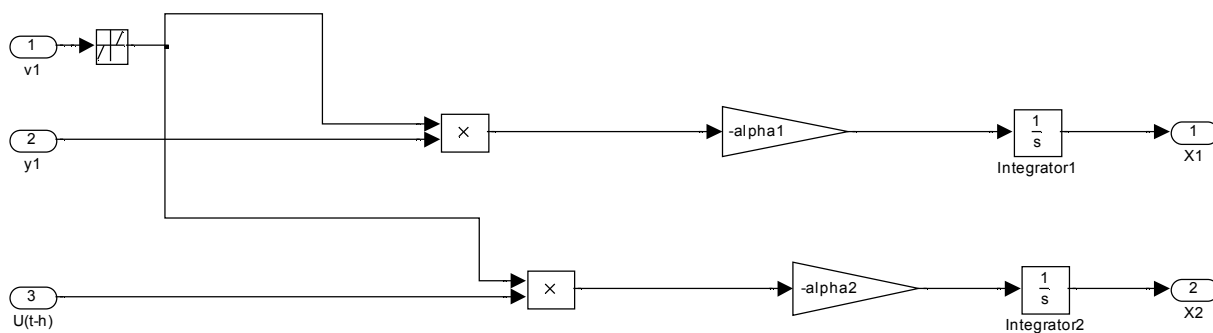 1
v1
2
y1
×
-alpha1
1
s
Integrator1
1
X1
3
U(t-h)
×
-alpha2
1
s
Integrator2
2
X2